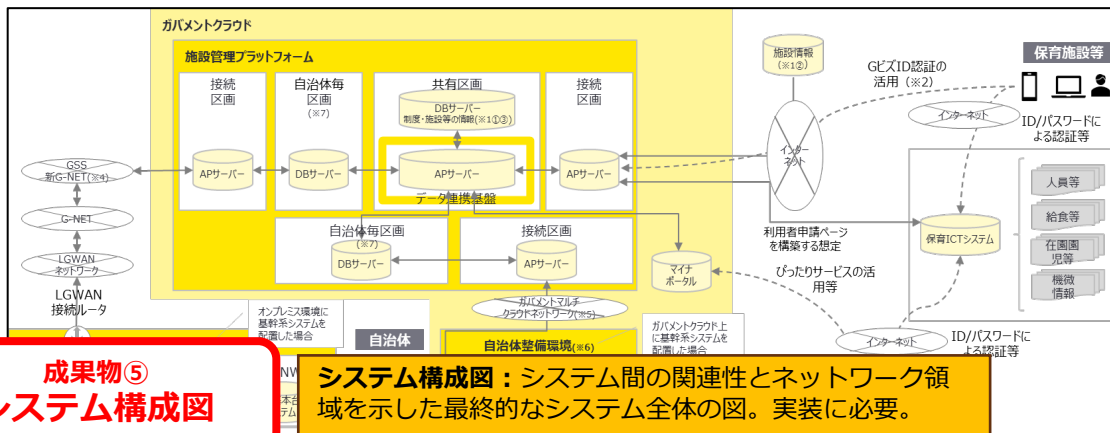 ガバメントクラウド
施設管理プラットフォーム
接続
区画
自治体毎
区画
(※7)
共有区画
接続
区画
DBサーバー
制度・施設等の情報(※1①③)
APサーバー
DBサーバー
APサーバー
APサーバー
データ連携基盤
GSS
新G-NET(※4)
G-NET
LGWAN
ネットワーク
LGWAN
接続ルータ
自治体毎区画
(※7)
DBサーバー
接続区画
APサーバー
マイナ
ポータル
施設情報
(※1②)
GビズID認証の
活用（※2）
保育施設等
インターネット
ID/パスワードに
よる認証等
インター
ネット
人員等
給食等
在園園
児等
機微
情報
保育ICTシステム
利用者申請ページ
を構築する想定
ぴったりサービスの活
用等
インターネット
ID/パスワードに
よる認証等
ガバメントマルチ
クラウドネットワーク(※5)
オンプレミス環境に
基幹系システムを
配置した場合
自治体
自治体整備環境(※6)
ガバメントクラウド上
に基幹系システムを
配置した場合
成果物⑤
システム構成図
システム構成図：システム間の関連性とネットワーク領
域を示した最終的なシステム全体の図。実装に必要。